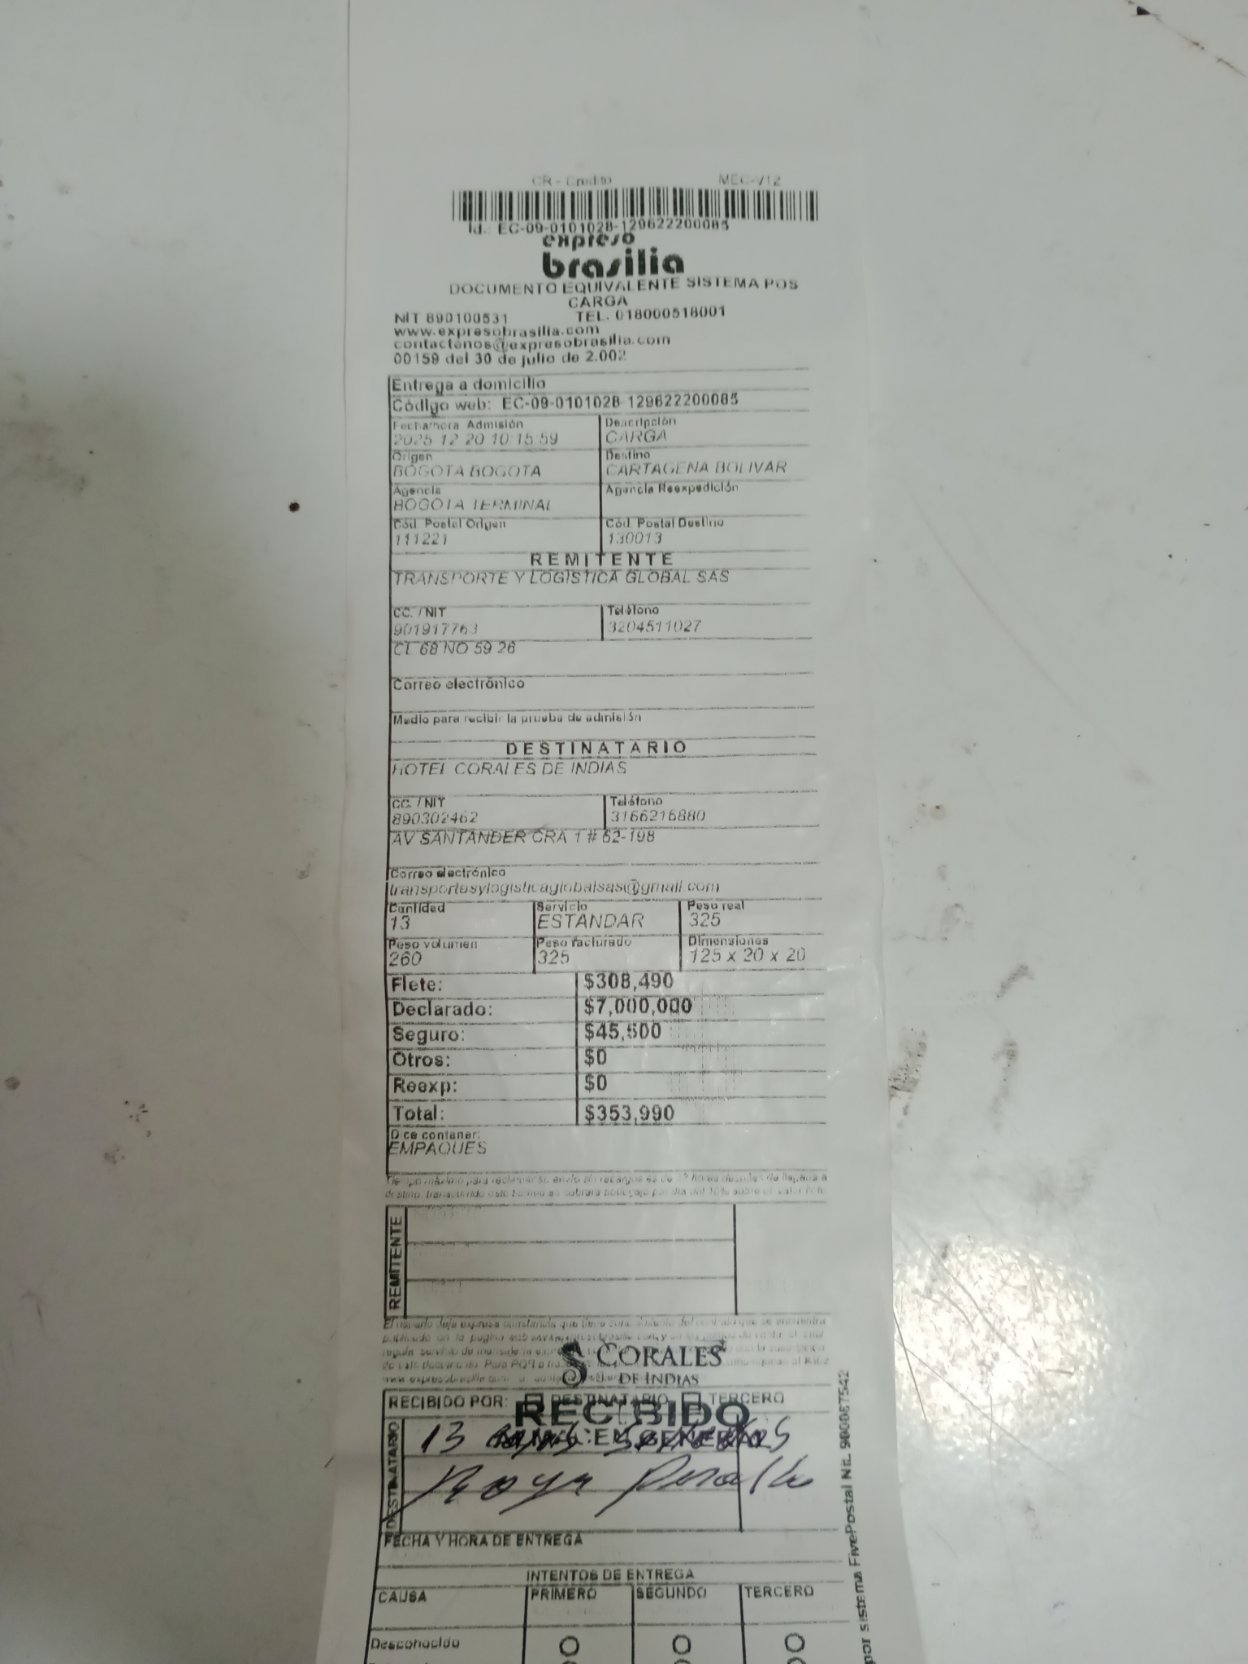 CR - Credito MEC-V12
Id.: EC-09-0101028-129622200085
expreso
brasilia
DOCUMENTO EQUIVALENTE SISTEMA POS
CARGA
NIT 890100531 TEL. 018000518001
www.expresobrasilia.com
contactenos@expresobrasilia.com
00159 del 30 de julio de 2.002
Entrega a domicilio
Código web: EC-09-0101028 129622200085
Fecha/hora Admisión Descripción
2025 12 20 10 15 59 CARGA
Origen Destino
BOGOTA BOGOTA CARTAGENA BOLIVAR
Agencia Agencia Reexpedición
BOGOTA TERMINAL
Cód. Postal Origen Cód. Postal Destino
111221 130013
REMITENTE
TRANSPORTE Y LOGISTICA GLOBAL SAS
CC. / NIT Teléfono
901917763 3204511027
CL 68 NO 59 26
Correo electrónico
Medio para recibir la prueba de admisión
DESTINATARIO
HOTEL CORALES DE INDIAS
CC. / NIT Teléfono
890302462 3166216880
AV SANTANDER CRA 1 # 62-198
Correo electrónico
transportesylogisticaglobalsas@gmail.com
Cantidad Servicio Peso real
13 ESTANDAR 325
Peso volumen Peso facturado Dimensiones
260 325 125 x 20 x 20
Flete: $308,490
Declarado: $7,000,000
Seguro: $45,500
Otros: $0
Reexp: $0
Total: $353,990
Dice contener:
EMPAQUES
REMITENTE
CORALES
DE INDIAS
RECIBIDO POR: DESTINATARIO TERCERO
RECIBIDO
13
DESTINATARIO
FECHA Y HORA DE ENTREGA
INTENTOS DE ENTREGA
CAUSA PRIMERO SEGUNDO TERCERO
Desconocido
por sistema FivePostal Nit. 900867542